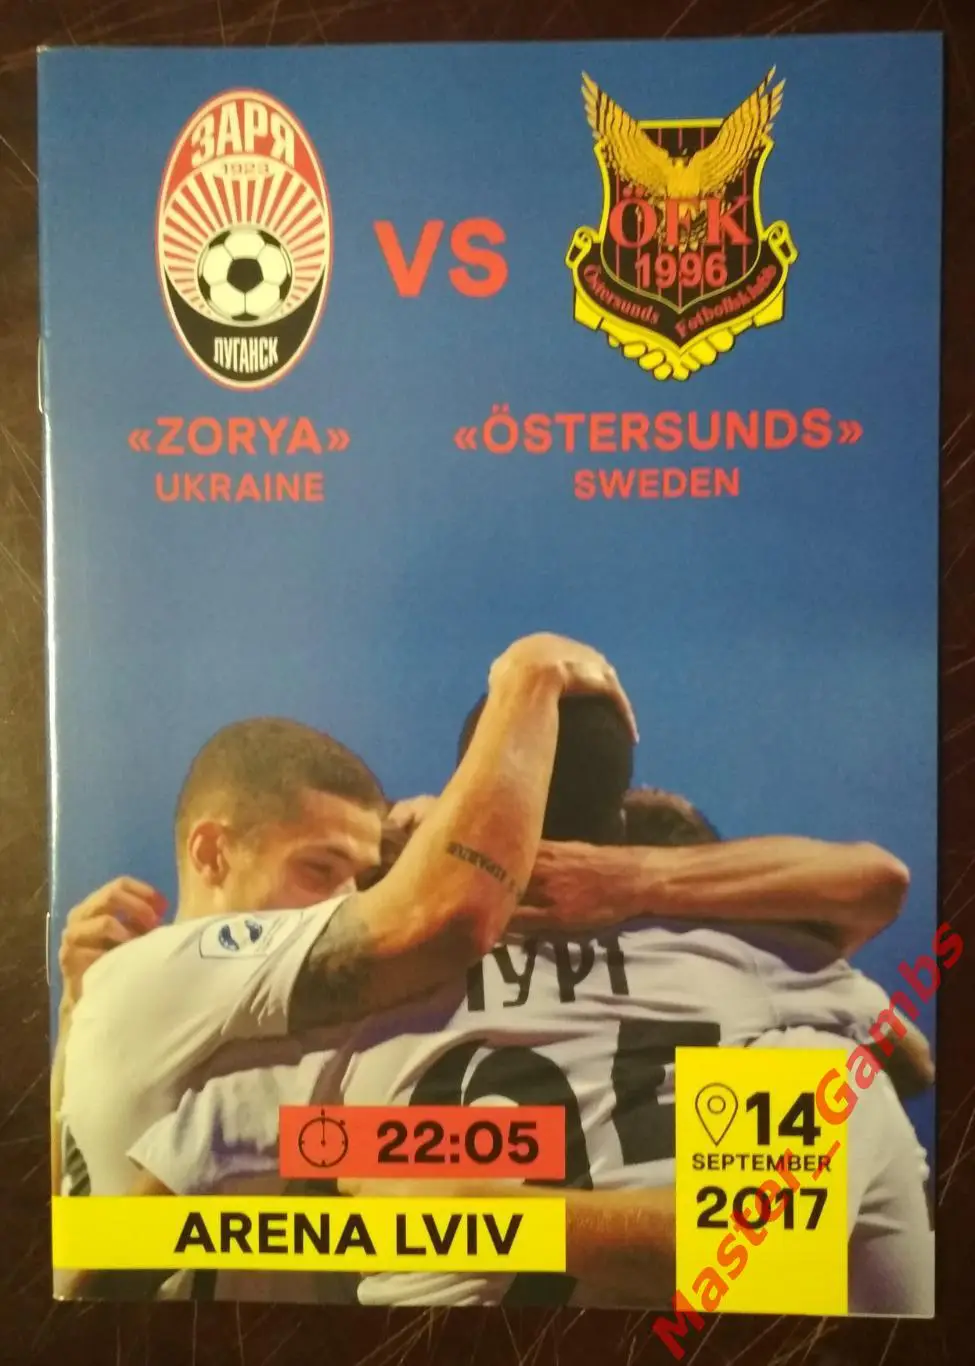 ЗАРЯ
1923
ЛУГАНСК
VS
ÖFK
1996
Östersunds Fotbollsklubb
«ZORYA»
UKRAINE
«ÖSTERSUNDS»
SWEDEN
22:05
ARENA LVIV
14
SEPTEMBER
2017
Master_Gambs